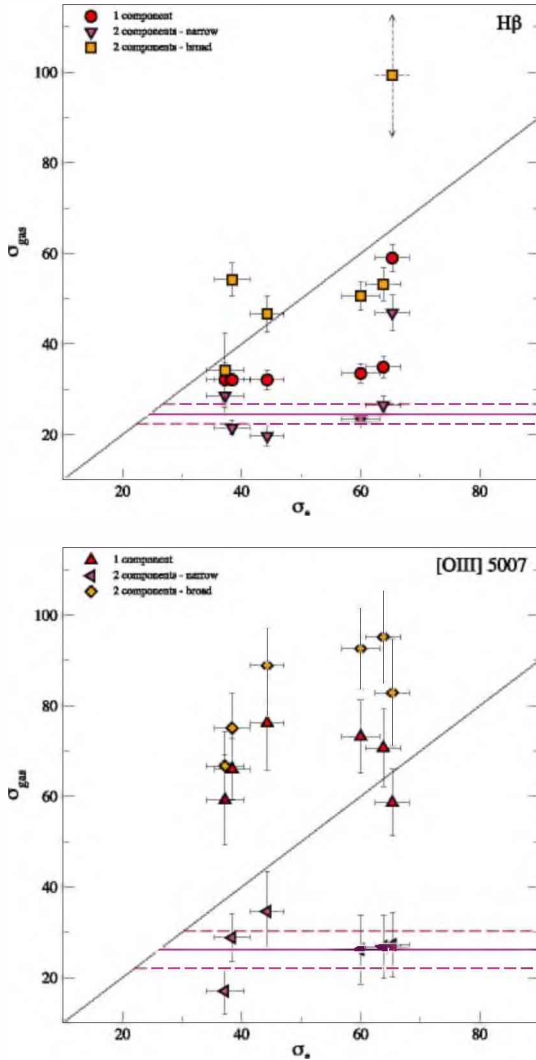 1 component
2 components - narrow
2 components - broad
Hβ
100
80
60
40
20
σgas
20 40 60 80
σ*
1 component
2 components - narrow
2 components - broad
[OIII] 5007
100
80
60
40
20
σgas
20 40 60 80
σ*